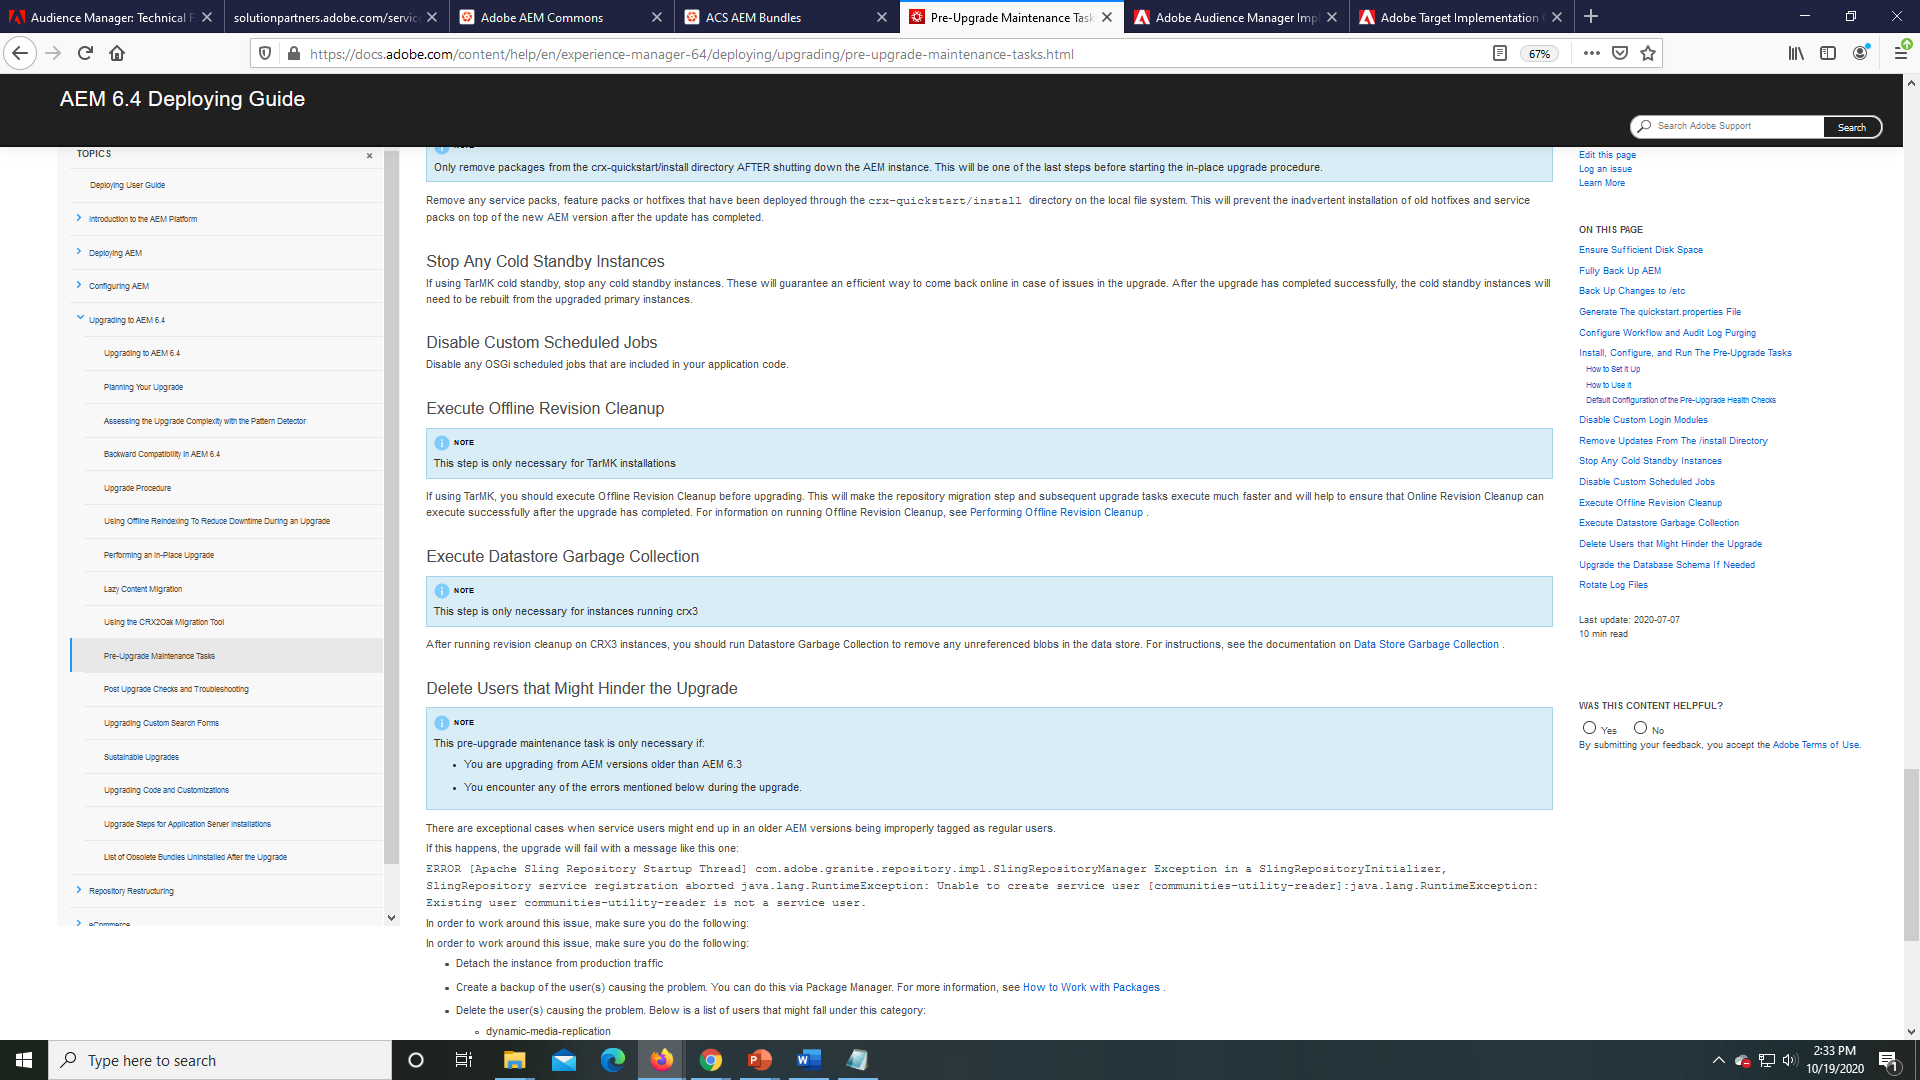 Audience Manager: Technical F
solutionpartners.adobe.com/servic
Adobe AEM Commons
ACS AEM Bundles
Pre-Upgrade Maintenance Task
Adobe Audience Manager Impl
Adobe Target Implementation
https://docs.adobe.com/content/help/en/experience-manager-64/deploying/upgrading/pre-upgrade-maintenance-tasks.html
67%
AEM 6.4 Deploying Guide
Search Adobe Support
Search
TOPICS
Deploying User Guide
Introduction to the AEM Platform
Deploying AEM
Configuring AEM
Upgrading to AEM 6.4
Upgrading to AEM 6.4
Planning Your Upgrade
Assessing the Upgrade Complexity with the Pattern Detector
Backward Compatibility in AEM 6.4
Upgrade Procedure
Using Offline Reindexing To Reduce Downtime During an Upgrade
Performing an In-Place Upgrade
Lazy Content Migration
Using the CRX2Oak Migration Tool
Pre-Upgrade Maintenance Tasks
Post Upgrade Checks and Troubleshooting
Upgrading Custom Search Forms
Sustainable Upgrades
Upgrading Code and Customizations
Upgrade Steps for Application Server Installations
List of Obsolete Bundles Uninstalled After the Upgrade
Repository Restructuring
eCommerce
NOTE
Only remove packages from the crx-quickstart/install directory AFTER shutting down the AEM instance. This will be one of the last steps before starting the in-place upgrade procedure.
Remove any service packs, feature packs or hotfixes that have been deployed through the crx-quickstart/install directory on the local file system. This will prevent the inadvertent installation of old hotfixes and service
packs on top of the new AEM version after the update has completed.
Stop Any Cold Standby Instances
If using TarMK cold standby, stop any cold standby instances. These will guarantee an efficient way to come back online in case of issues in the upgrade. After the upgrade has completed successfully, the cold standby instances will
need to be rebuilt from the upgraded primary instances.
Disable Custom Scheduled Jobs
Disable any OSGi scheduled jobs that are included in your application code.
Execute Offline Revision Cleanup
NOTE
This step is only necessary for TarMK installations
If using TarMK, you should execute Offline Revision Cleanup before upgrading. This will make the repository migration step and subsequent upgrade tasks execute much faster and will help to ensure that Online Revision Cleanup can
execute successfully after the upgrade has completed. For information on running Offline Revision Cleanup, see Performing Offline Revision Cleanup .
Execute Datastore Garbage Collection
NOTE
This step is only necessary for instances running crx3
After running revision cleanup on CRX3 instances, you should run Datastore Garbage Collection to remove any unreferenced blobs in the data store. For instructions, see the documentation on Data Store Garbage Collection .
Delete Users that Might Hinder the Upgrade
NOTE
This pre-upgrade maintenance task is only necessary if:
• You are upgrading from AEM versions older than AEM 6.3
• You encounter any of the errors mentioned below during the upgrade.
There are exceptional cases when service users might end up in an older AEM versions being improperly tagged as regular users.
If this happens, the upgrade will fail with a message like this one:
ERROR [Apache Sling Repository Startup Thread] com.adobe.granite.repository.impl.SlingRepositoryManager Exception in a SlingRepositoryInitializer,
SlingRepository service registration aborted java.lang.RuntimeException: Unable to create service user [communities-utility-reader]:java.lang.RuntimeException:
Existing user communities-utility-reader is not a service user.
In order to work around this issue, make sure you do the following:
In order to work around this issue, make sure you do the following:
• Detach the instance from production traffic
• Create a backup of the user(s) causing the problem. You can do this via Package Manager. For more information, see How to Work with Packages .
• Delete the user(s) causing the problem. Below is a list of users that might fall under this category:
◦ dynamic-media-replication
Edit this page
Log an issue
Learn More
ON THIS PAGE
Ensure Sufficient Disk Space
Fully Back Up AEM
Back Up Changes to /etc
Generate The quickstart.properties File
Configure Workflow and Audit Log Purging
Install, Configure, and Run The Pre-Upgrade Tasks
How to Set It Up
How to Use It
Default Configuration of the Pre-Upgrade Health Checks
Disable Custom Login Modules
Remove Updates From The /install Directory
Stop Any Cold Standby Instances
Disable Custom Scheduled Jobs
Execute Offline Revision Cleanup
Execute Datastore Garbage Collection
Delete Users that Might Hinder the Upgrade
Upgrade the Database Schema If Needed
Rotate Log Files
Last update: 2020-07-07
10 min read
WAS THIS CONTENT HELPFUL?
Yes No
By submitting your feedback, you accept the Adobe Terms of Use.
Type here to search
2:33 PM
10/19/2020
1